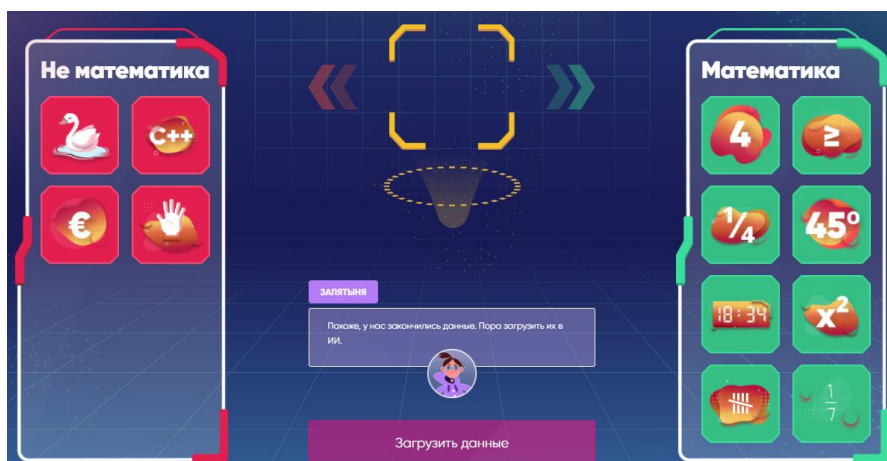 Не математика
Математика
C++
4
≥
€
1/4
45°
18:34
x²
1
7
ЗАПЯТЫНЯ
Похоже, у нас закончились данные. Пора загрузить их в
ИИ.
Загрузить данные